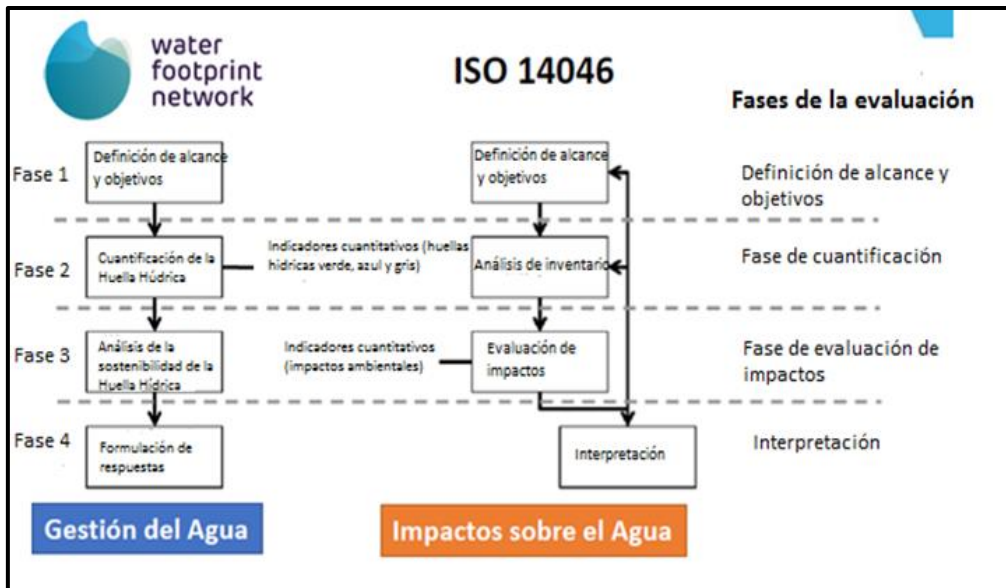 water
footprint
network
ISO 14046
Fases de la evaluación
Fase 1
Definición de alcance
y objetivos
Definición de alcance
y objetivos
Definición de alcance y
objetivos
Fase 2
Cuantificación de la
Huella Húdrica
Indicadores cuantitativos (huellas
hidricas verde, azul y gris)
Análisis de inventario
Fase de cuantificación
Fase 3
Análisis de la
sostenibilidad de la
Huella Hídrica
Indicadores cuantitativos
(impactos ambientales)
Evaluación de
impactos
Fase de evaluación de
impactos
Fase 4
Formulación de
respuestas
Interpretación
Interpretación
Gestión del Agua
Impactos sobre el Agua